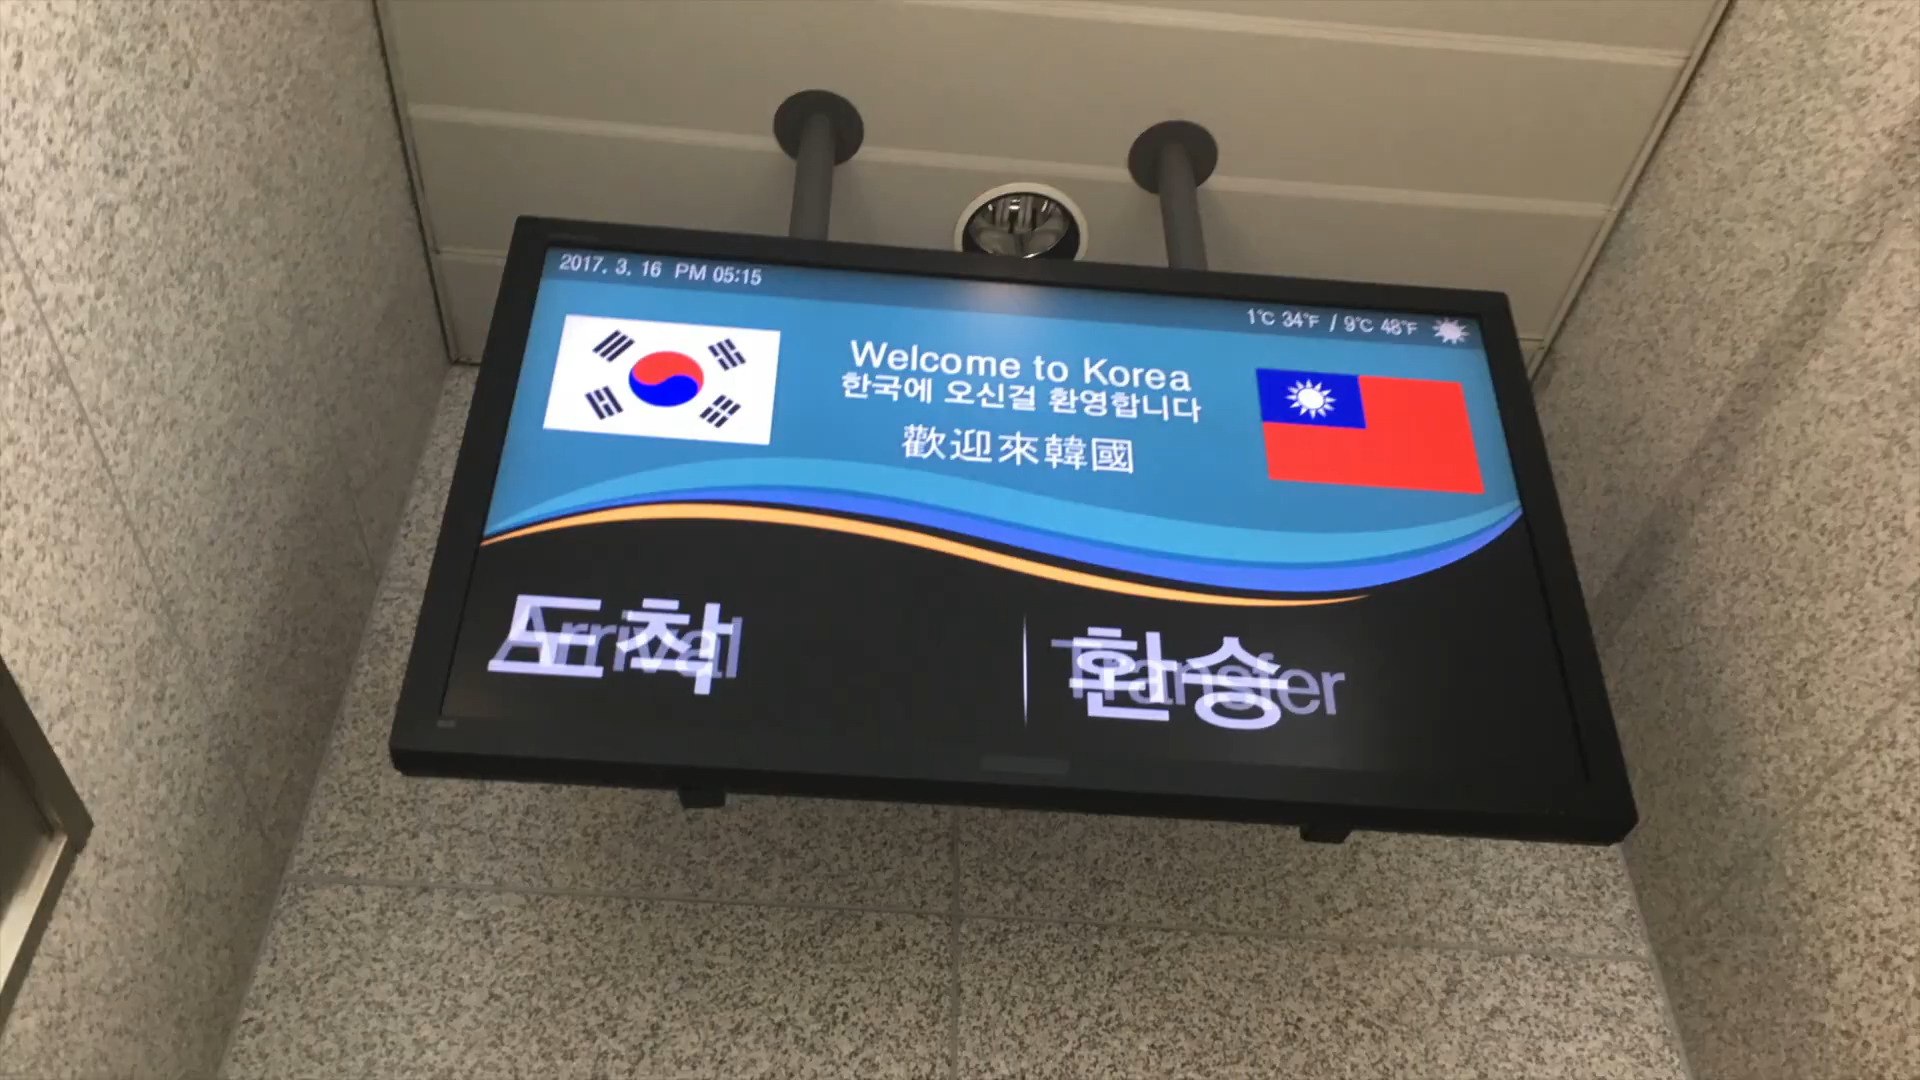 2017. 3. 16 PM 05:15
1℃ 34℉ / 9℃ 48℉
Welcome to Korea
한국에 오신걸 환영합니다
歡迎來韓國
도착
Arrival
환승
Transfer